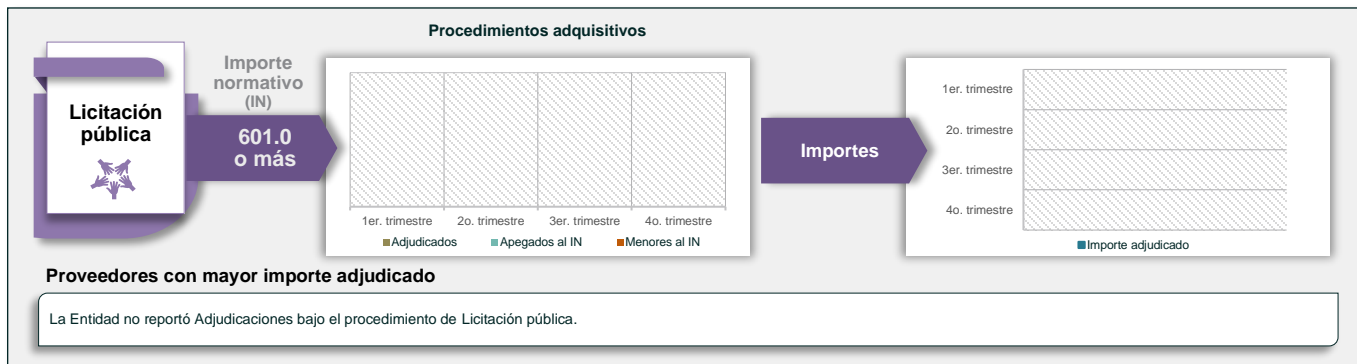 Procedimientos adquisitivos
Licitación
pública
Importe
normativo
(IN)
601.0
o más
1er. trimestre
2o. trimestre
3er. trimestre
4o. trimestre
Adjudicados
Apegados al IN
Menores al IN
Importes
1er. trimestre
2o. trimestre
3er. trimestre
4o. trimestre
Importe adjudicado
Proveedores con mayor importe adjudicado
La Entidad no reportó Adjudicaciones bajo el procedimiento de Licitación pública.